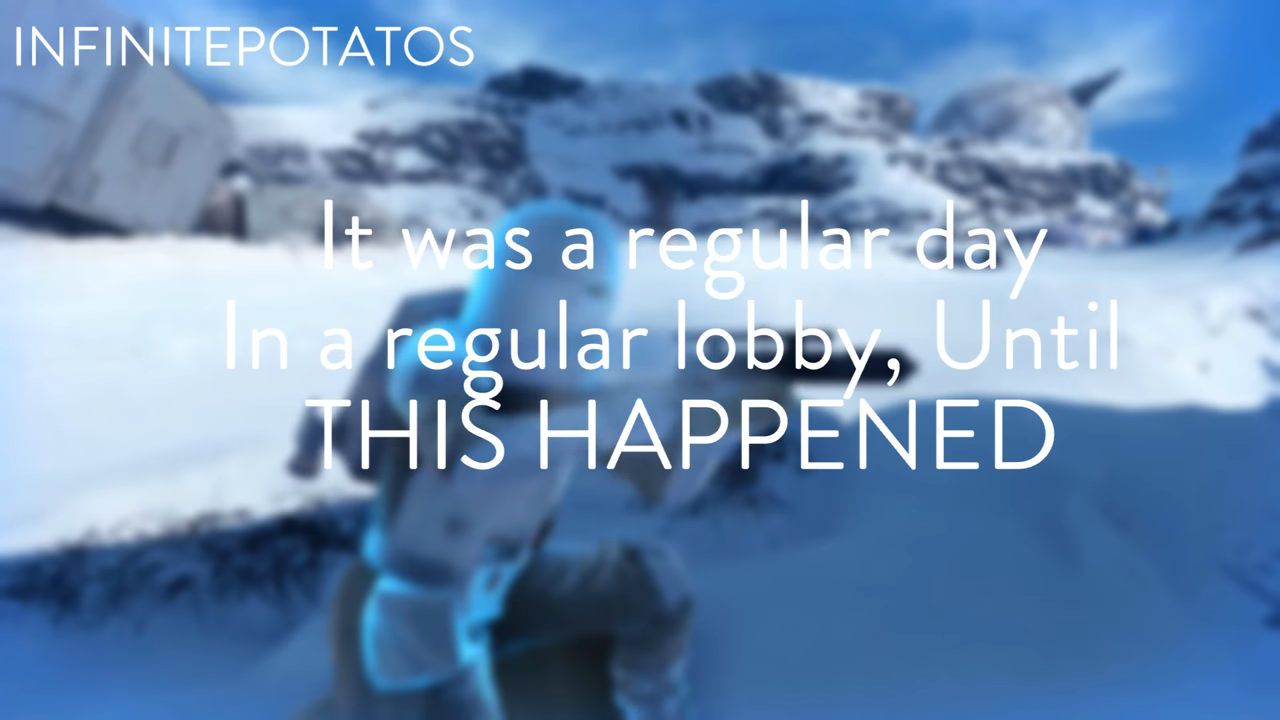 INFINITEPOTATOS
It was a regular day
In a regular lobby, Until
THIS HAPPENED